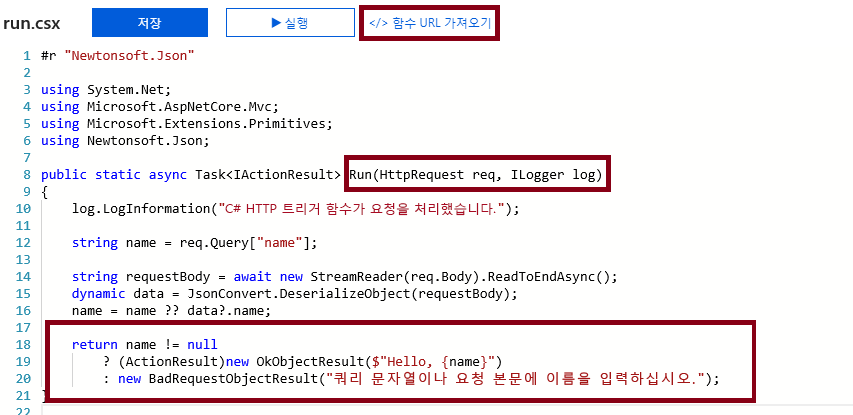 run.csx 저장 ▶ 실행 </> 함수 URL 가져오기
1 #r "Newtonsoft.Json"
2
3 using System.Net;
4 using Microsoft.AspNetCore.Mvc;
5 using Microsoft.Extensions.Primitives;
6 using Newtonsoft.Json;
7
8 public static async Task<IActionResult> Run(HttpRequest req, ILogger log)
9 {
10     log.LogInformation("C# HTTP 트리거 함수가 요청을 처리했습니다.");
11
12     string name = req.Query["name"];
13
14     string requestBody = await new StreamReader(req.Body).ReadToEndAsync();
15     dynamic data = JsonConvert.DeserializeObject(requestBody);
16     name = name ?? data?.name;
17
18     return name != null
19         ? (ActionResult)new OkObjectResult($"Hello, {name}")
20         : new BadRequestObjectResult("쿼리 문자열이나 요청 본문에 이름을 입력하십시오.");
21 }
22